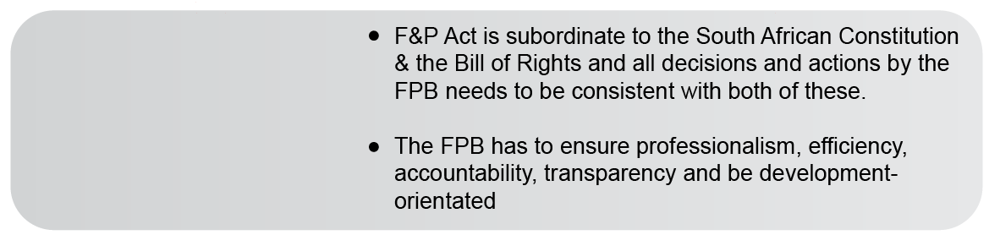 ● F&P Act is subordinate to the South African Constitution
& the Bill of Rights and all decisions and actions by the
FPB needs to be consistent with both of these.
● The FPB has to ensure professionalism, efficiency,
accountability, transparency and be development-
orientated